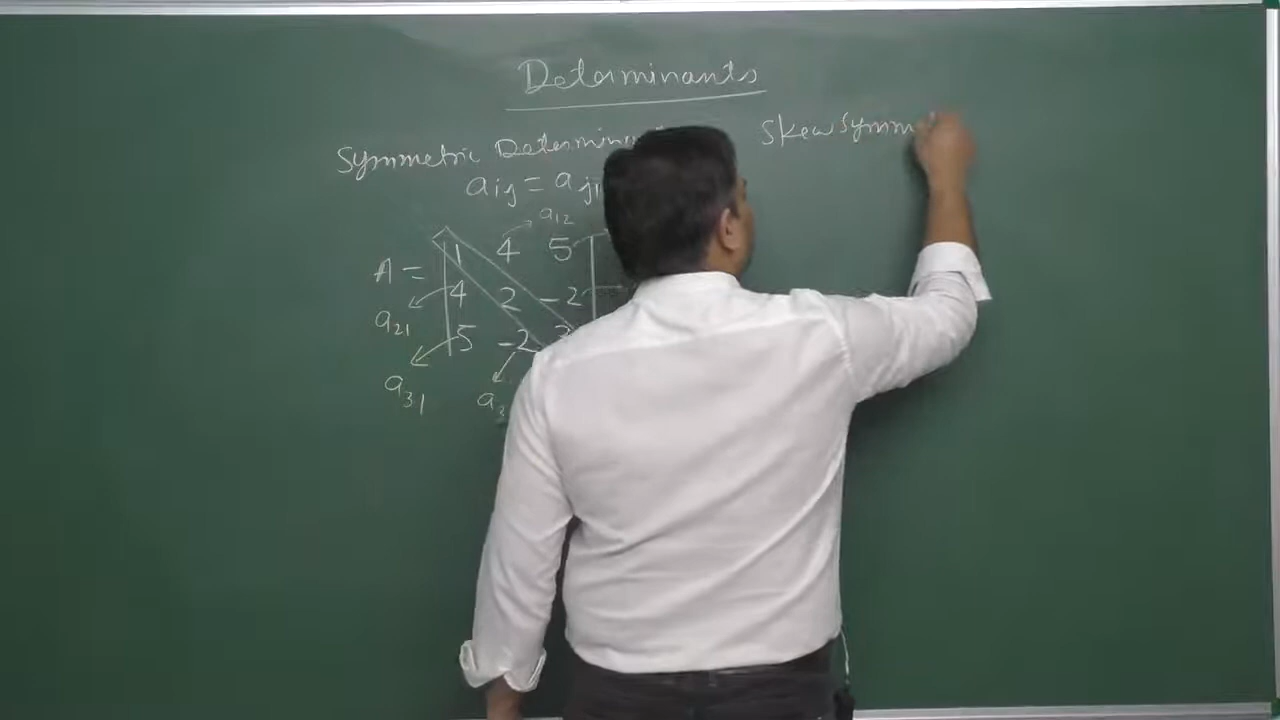 Determinants
Symmetric Determinan
Skew Symm
aij = aji
a12
A = 1 4 5
4 2 -2
a21
5 -2 3
a31
a3